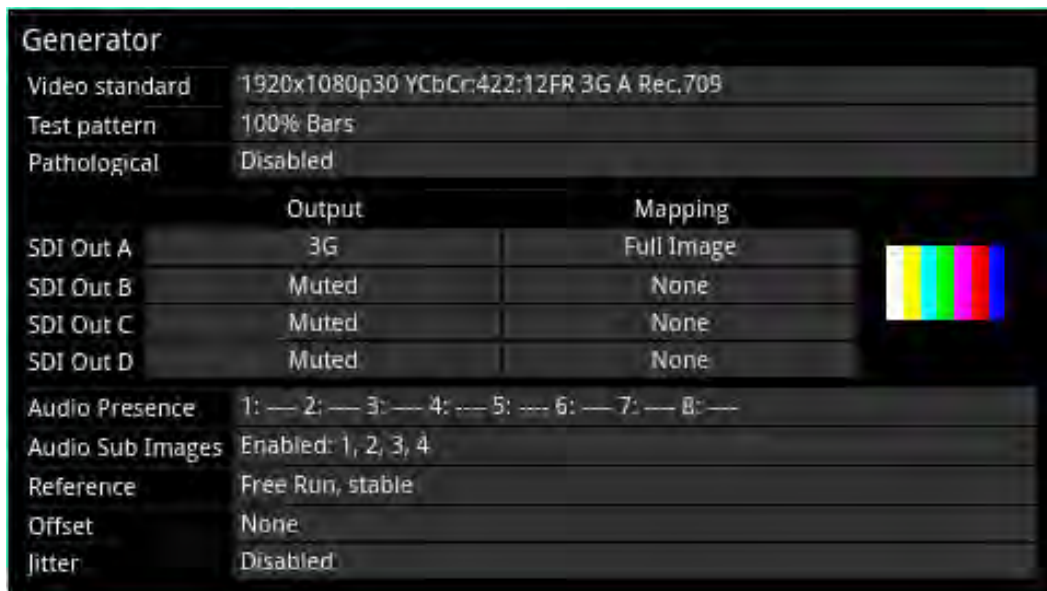 Generator
Video standard 1920x1080p30 YCbCr:422:12FR 3G A Rec.709
Test pattern 100% Bars
Pathological Disabled
Output Mapping
SDI Out A 3G Full Image
SDI Out B Muted None
SDI Out C Muted None
SDI Out D Muted None
Audio Presence 1: ---- 2: ---- 3: ---- 4: ---- 5: ---- 6: ---- 7: ---- 8: ----
Audio Sub Images Enabled: 1, 2, 3, 4
Reference Free Run, stable
Offset None
Jitter Disabled